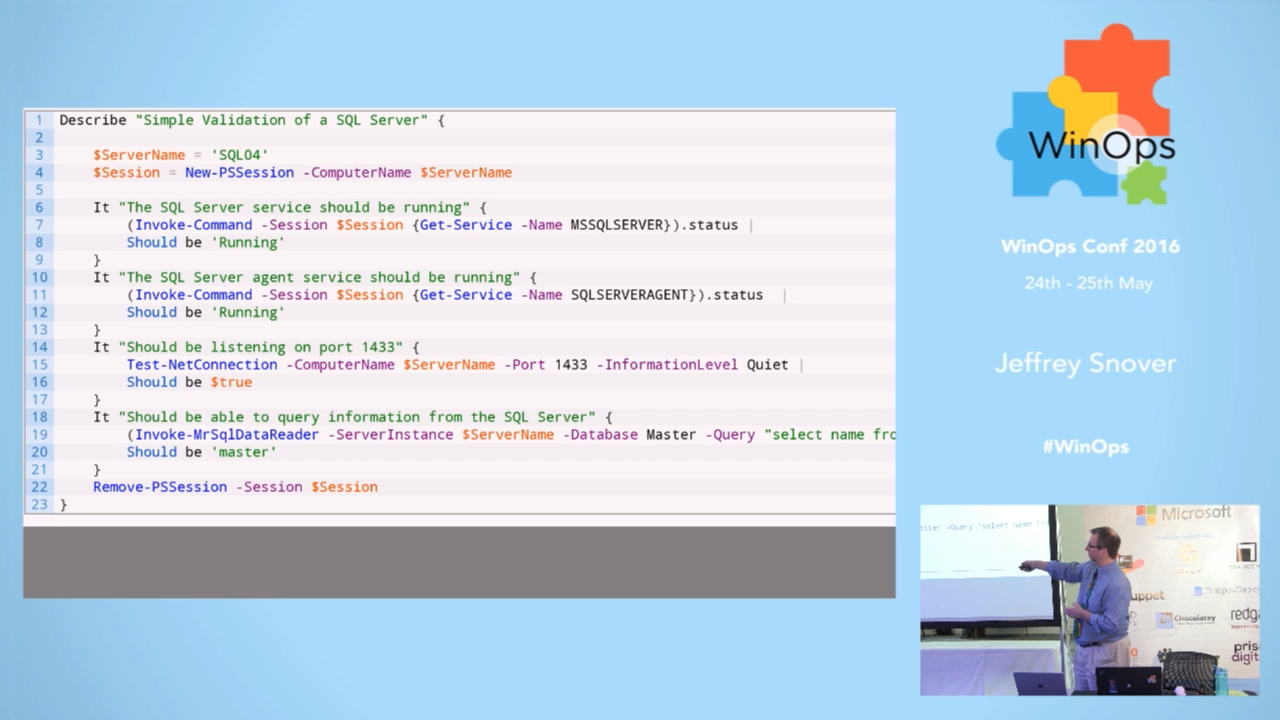 1 Describe "Simple Validation of a SQL Server" {
2
3 $ServerName = 'SQL04'
4 $Session = New-PSSession -ComputerName $ServerName
5
6 It "The SQL Server service should be running" {
7 (Invoke-Command -Session $Session {Get-Service -Name MSSQLSERVER}).status |
8 Should be 'Running'
9 }
10 It "The SQL Server agent service should be running" {
11 (Invoke-Command -Session $Session {Get-Service -Name SQLSERVERAGENT}).status |
12 Should be 'Running'
13 }
14 It "Should be listening on port 1433" {
15 Test-NetConnection -ComputerName $ServerName -Port 1433 -InformationLevel Quiet |
16 Should be $true
17 }
18 It "Should be able to query information from the SQL Server" {
19 (Invoke-MrSqlDataReader -ServerInstance $ServerName -Database Master -Query "select name fro
20 Should be 'master'
21 }
22 Remove-PSSession -Session $Session
23 }
WinOps
WinOps Conf 2016
24th - 25th May
Jeffrey Snover
#WinOps
Microsoft
uppet
Chocolatey
redg
pris
digit